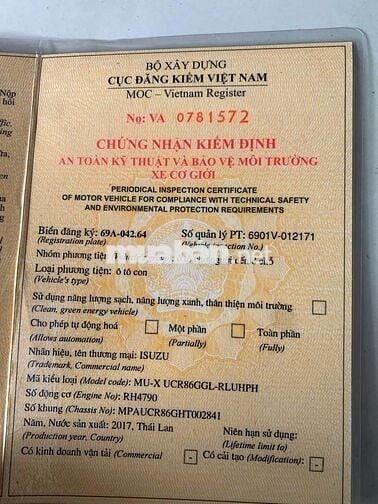 Nộp
hồi
ffic.
BỘ XÂY DỰNG
CỤC ĐĂNG KIỂM VIỆT NAM
MOC – Vietnam Register
No: VA 0781572
CHỨNG NHẬN KIỂM ĐỊNH
AN TOÀN KỸ THUẬT VÀ BẢO VỆ MÔI TRƯỜNG
XE CƠ GIỚI
PERIODICAL INSPECTION CERTIFICATE
OF MOTOR VEHICLE FOR COMPLIANCE WITH TECHNICAL SAFETY
AND ENVIRONMENTAL PROTECTION REQUIREMENTS
Biển đăng ký: 69A-042.64 Số quản lý PT: 6901V-012171
(Registration plate) (Vehicle inspection No.)
Nhóm phương tiện
muaban
Loại phương tiện: ô tô con
(Vehicle's type)
Sử dụng năng lượng sạch, năng lượng xanh, thân thiện môi trường
(Clean, green energy vehicle)
Cho phép tự động hoá Một phần Toàn phần
(Allows automation) (Partially) (Fully)
Nhãn hiệu, tên thương mại: ISUZU
(Trademark, Commercial name)
Mã kiểu loại (Model code): MU-X UCR86GGL-RLUHPH
Số động cơ (Engine No): RH4790
Số khung (Chassis No): MPAUCR86GHT002841
Năm, Nước sản xuất: 2017, Thái Lan Niên hạn sử dụng:
(Production year, Country) (Lifetime limit to)
Có kinh doanh vận tải (Commercial - Có cải tạo (Modification): -